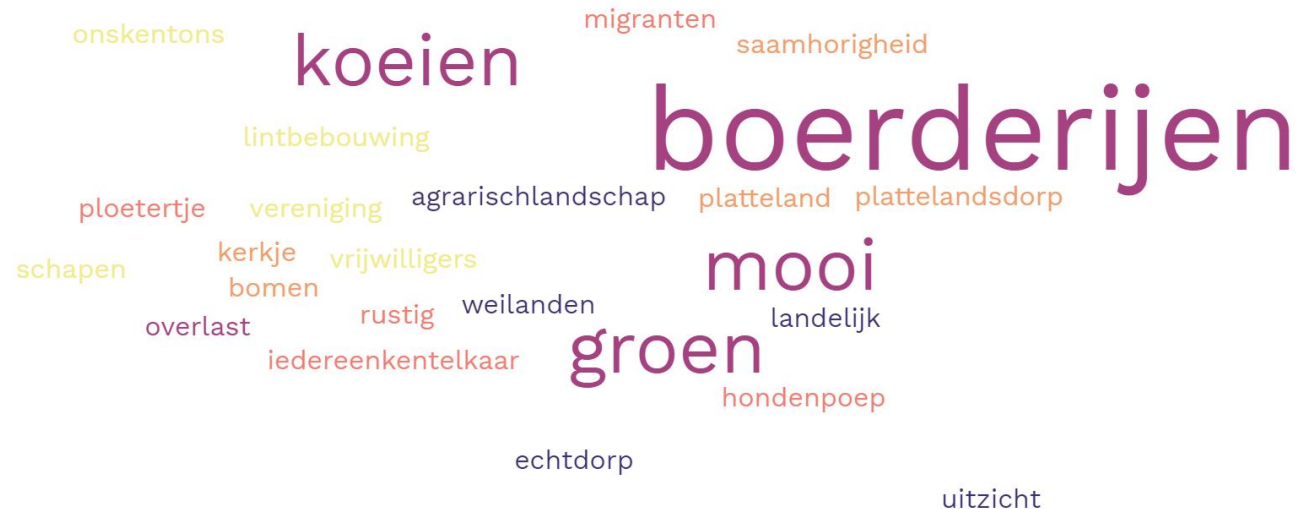 migranten
onskentons
saamhorigheid
koeien
boerderijen
lintbebouwing
agrarischlandschap
platteland
plattelandsdorp
ploetertje
vereniging
kerkje
vrijwilligers
schapen
mooi
bomen
weilanden
rustig
landelijk
overlast
groen
iedereenkentelkaar
hondenpoep
echtdorp
uitzicht